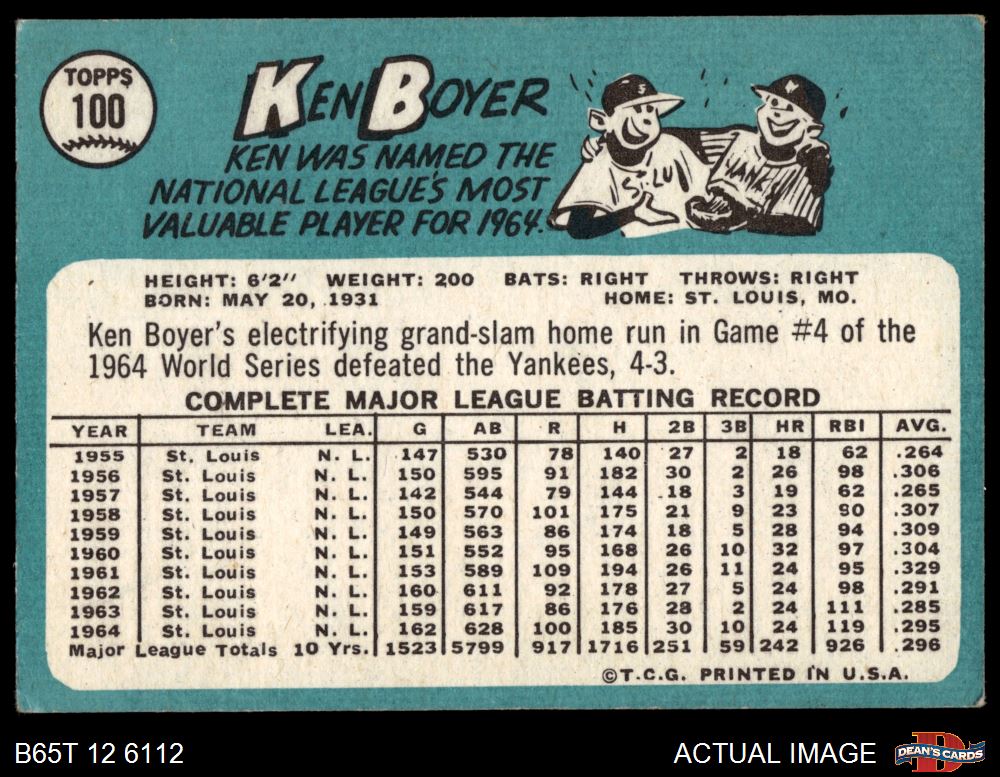 TOPPS
100
KEN BOYER
KEN WAS NAMED THE
NATIONAL LEAGUE'S MOST
VALUABLE PLAYER FOR 1964.
S
LU
YANK
HEIGHT: 6'2" WEIGHT: 200 BATS: RIGHT THROWS: RIGHT
BORN: MAY 20, 1931 HOME: ST. LOUIS, MO.
Ken Boyer's electrifying grand-slam home run in Game #4 of the
1964 World Series defeated the Yankees, 4-3.
COMPLETE MAJOR LEAGUE BATTING RECORD
YEAR TEAM LEA. G AB R H 2B 3B HR RBI AVG.
1955 St. Louis N. L. 147 530 78 140 27 2 18 62 .264
1956 St. Louis N. L. 150 595 91 182 30 2 26 98 .306
1957 St. Louis N. L. 142 544 79 144 18 3 19 62 .265
1958 St. Louis N. L. 150 570 101 175 21 9 23 90 .307
1959 St. Louis N. L. 149 563 86 174 18 5 28 94 .309
1960 St. Louis N. L. 151 552 95 168 26 10 32 97 .304
1961 St. Louis N. L. 153 589 109 194 26 11 24 95 .329
1962 St. Louis N. L. 160 611 92 178 27 5 24 98 .291
1963 St. Louis N. L. 159 617 86 176 28 2 24 111 .285
1964 St. Louis N. L. 162 628 100 185 30 10 24 119 .295
Major League Totals 10 Yrs. 1523 5799 917 1716 251 59 242 926 .296
©T.C.G. PRINTED IN U.S.A.
B65T 12 6112
ACTUAL IMAGE
D
DEAN'S CARDS